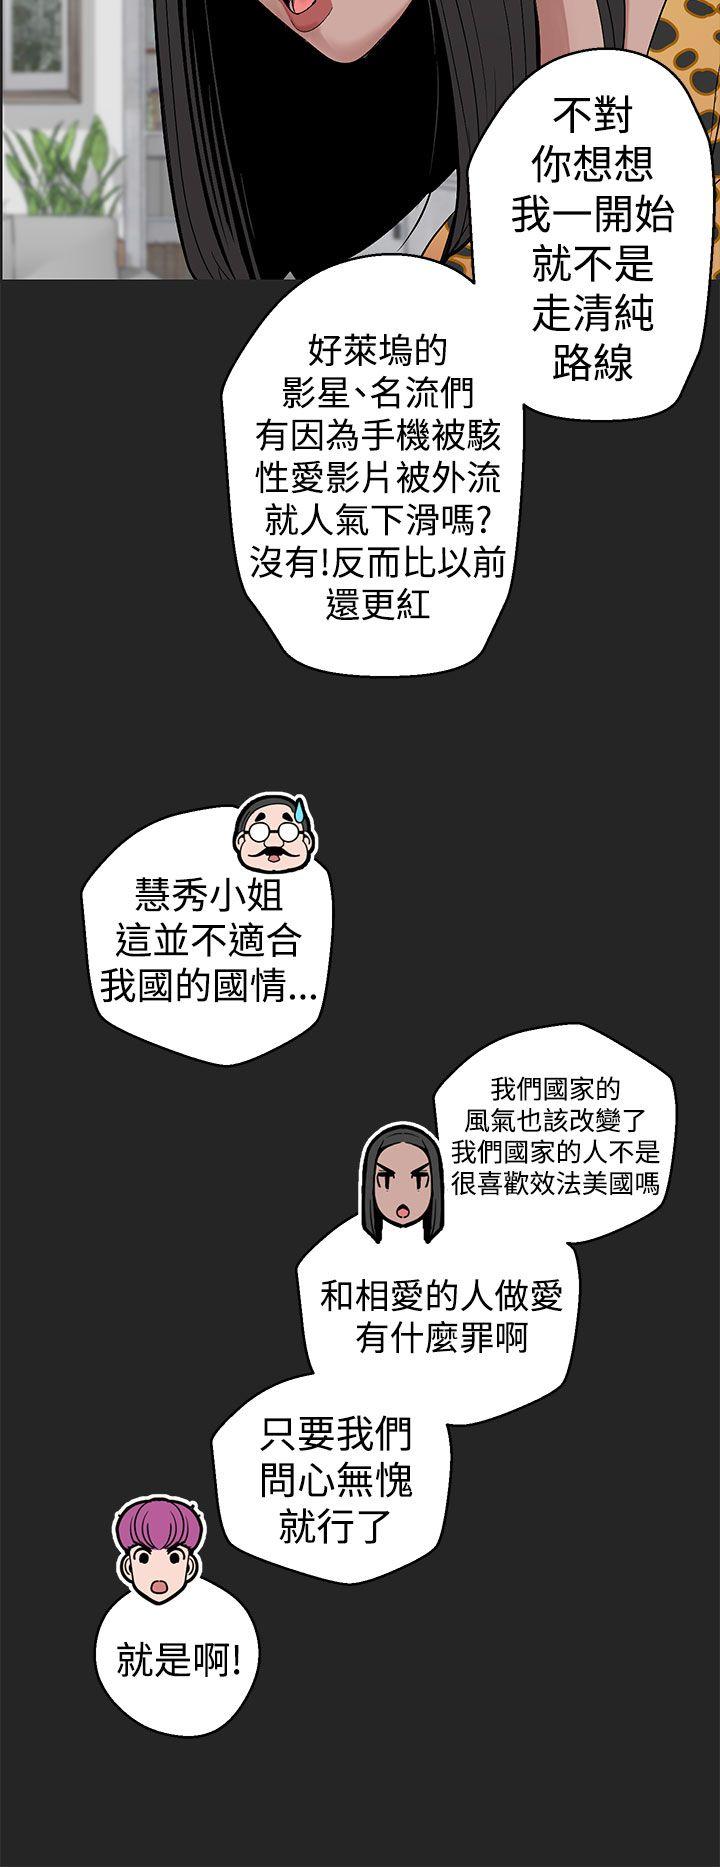 不對
你想想
我一開始
就不是
走清純
路線
好萊塢的
影星、名流們
有因為手機被駭
性愛影片被外流
就人氣下滑嗎?
沒有!反而比以前
還更紅
慧秀小姐
這並不適合
我國的國情...
我們國家的
風氣也該改變了
我們國家的人不是
很喜歡效法美國嗎
和相愛的人做愛
有什麼罪啊
只要我們
問心無愧
就行了
就是啊!